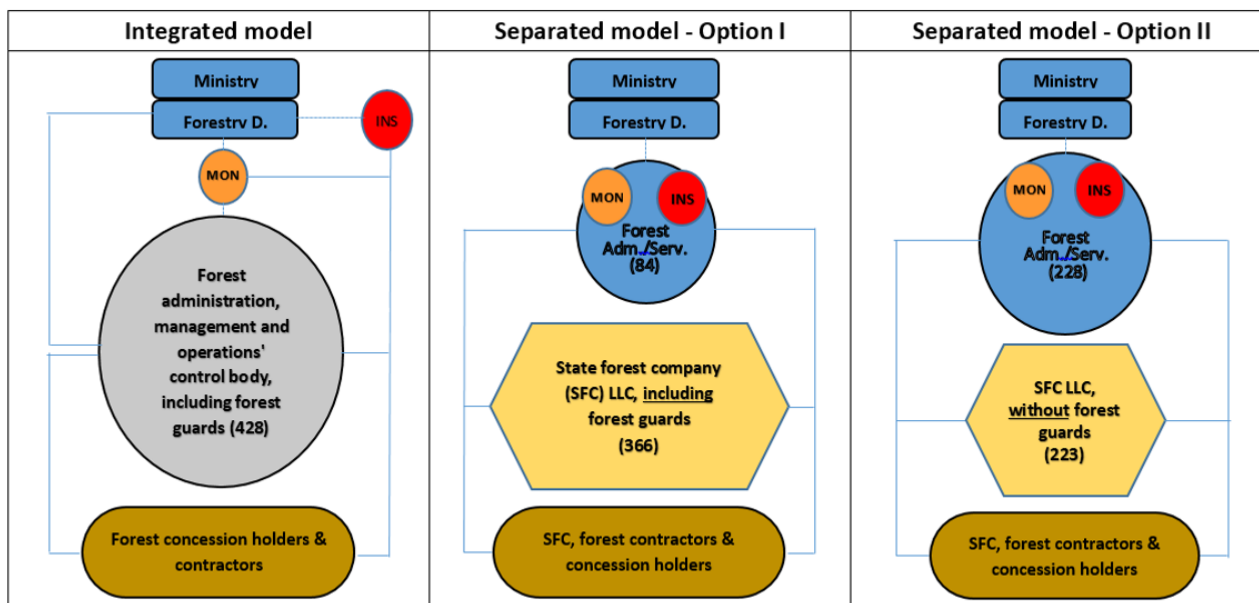 Integrated model
Separated model - Option I
Separated model - Option II
Ministry
Forestry D.
INS
MON
Forest
administration,
management and
operations'
control body,
including forest
guards (428)
Forest concession holders &
contractors
Ministry
Forestry D.
MON
INS
Forest
Adm./Serv.
(84)
State forest company
(SFC) LLC, including
forest guards
(366)
SFC, forest contractors &
concession holders
Ministry
Forestry D.
MON
INS
Forest
Adm./Serv.
(228)
SFC LLC,
without forest
guards
(223)
SFC, forest contractors &
concession holders